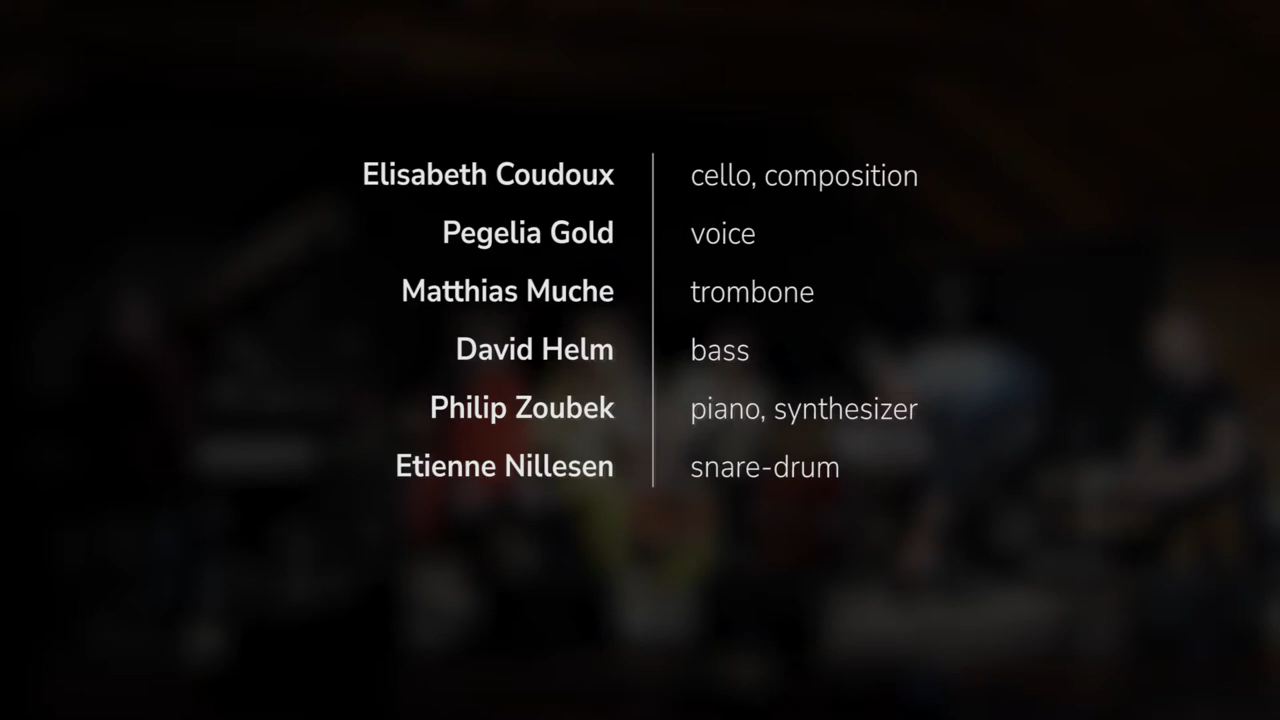 Elisabeth Coudoux cello, composition
Pegelia Gold voice
Matthias Muche trombone
David Helm bass
Philip Zoubek piano, synthesizer
Etienne Nillesen snare-drum